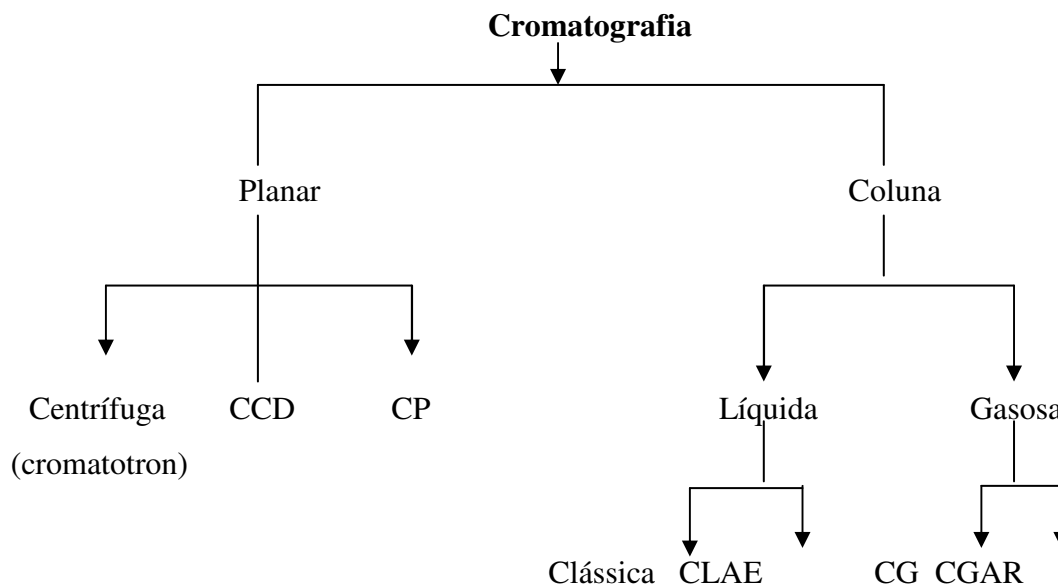 Cromatografia
Planar Coluna
Centrífuga CCD CP Líquida Gasosa
(cromatotron)
Clássica CLAE CG CGAR